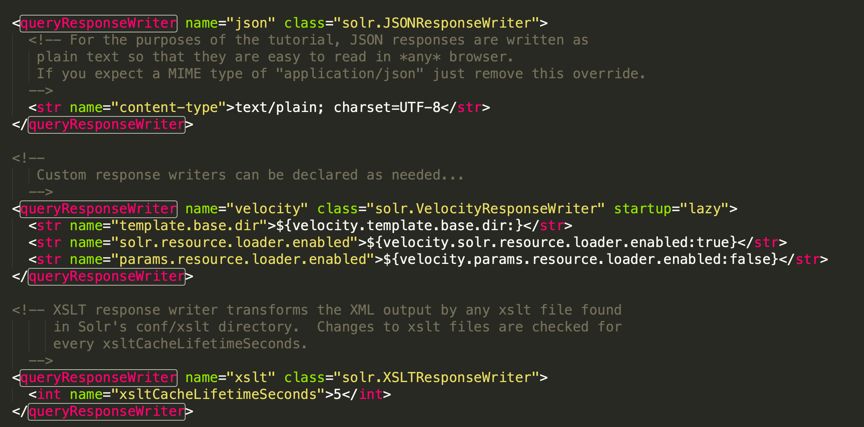 <queryResponseWriter name="json" class="solr.JSONResponseWriter">
<!-- For the purposes of the tutorial, JSON responses are written as
plain text so that they are easy to read in *any* browser.
If you expect a MIME type of "application/json" just remove this override.
-->
<str name="content-type">text/plain; charset=UTF-8</str>
</queryResponseWriter>
<!--
Custom response writers can be declared as needed...
-->
<queryResponseWriter name="velocity" class="solr.VelocityResponseWriter" startup="lazy">
<str name="template.base.dir">${velocity.template.base.dir:}</str>
<str name="solr.resource.loader.enabled">${velocity.solr.resource.loader.enabled:true}</str>
<str name="params.resource.loader.enabled">${velocity.params.resource.loader.enabled:false}</str>
</queryResponseWriter>
<!-- XSLT response writer transforms the XML output by any xslt file found
in Solr's conf/xslt directory.  Changes to xslt files are checked for
every xsltCacheLifetimeSeconds.
-->
<queryResponseWriter name="xslt" class="solr.XSLTResponseWriter">
<int name="xsltCacheLifetimeSeconds">5</int>
</queryResponseWriter>